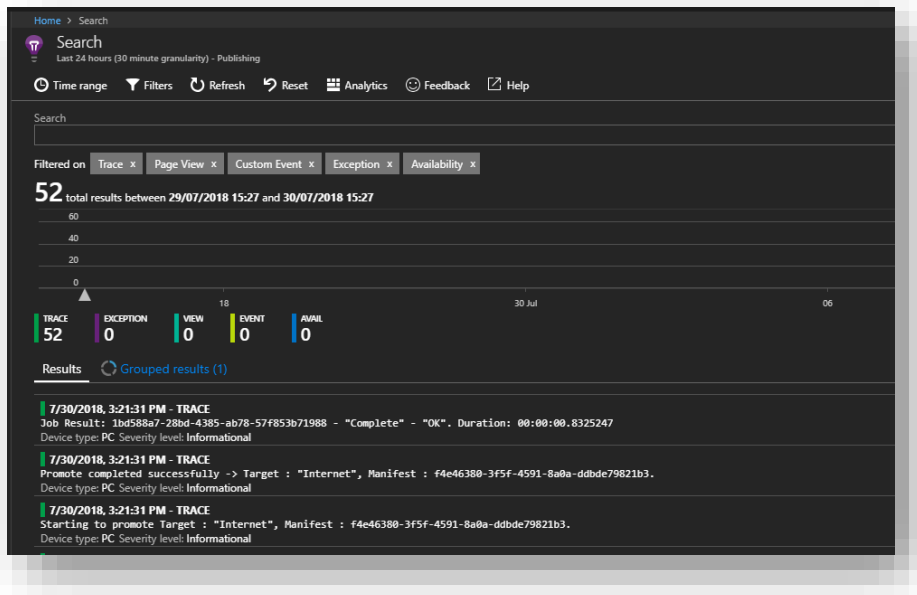 Home > Search
Search
Last 24 hours (30 minute granularity) - Publishing
Time range Filters Refresh Reset Analytics Feedback Help
Search
Filtered on Trace x Page View x Custom Event x Exception x Availability x
52 total results between 29/07/2018 15:27 and 30/07/2018 15:27
60
40
20
0
18 30 Jul 06
TRACE EXCEPTION VIEW EVENT AVAIL
52 0 0 0 0
Results Grouped results (1)
7/30/2018, 3:21:31 PM - TRACE
Job Result: 1bd588a7-28bd-4385-ab78-57f853b71988 - "Complete" - "OK". Duration: 00:00:00.8325247
Device type: PC Severity level: Informational
7/30/2018, 3:21:31 PM - TRACE
Promote completed successfully -> Target : "Internet", Manifest : f4e46380-3f5f-4591-8a0a-ddbde79821b3.
Device type: PC Severity level: Informational
7/30/2018, 3:21:31 PM - TRACE
Starting to promote Target : "Internet", Manifest : f4e46380-3f5f-4591-8a0a-ddbde79821b3.
Device type: PC Severity level: Informational